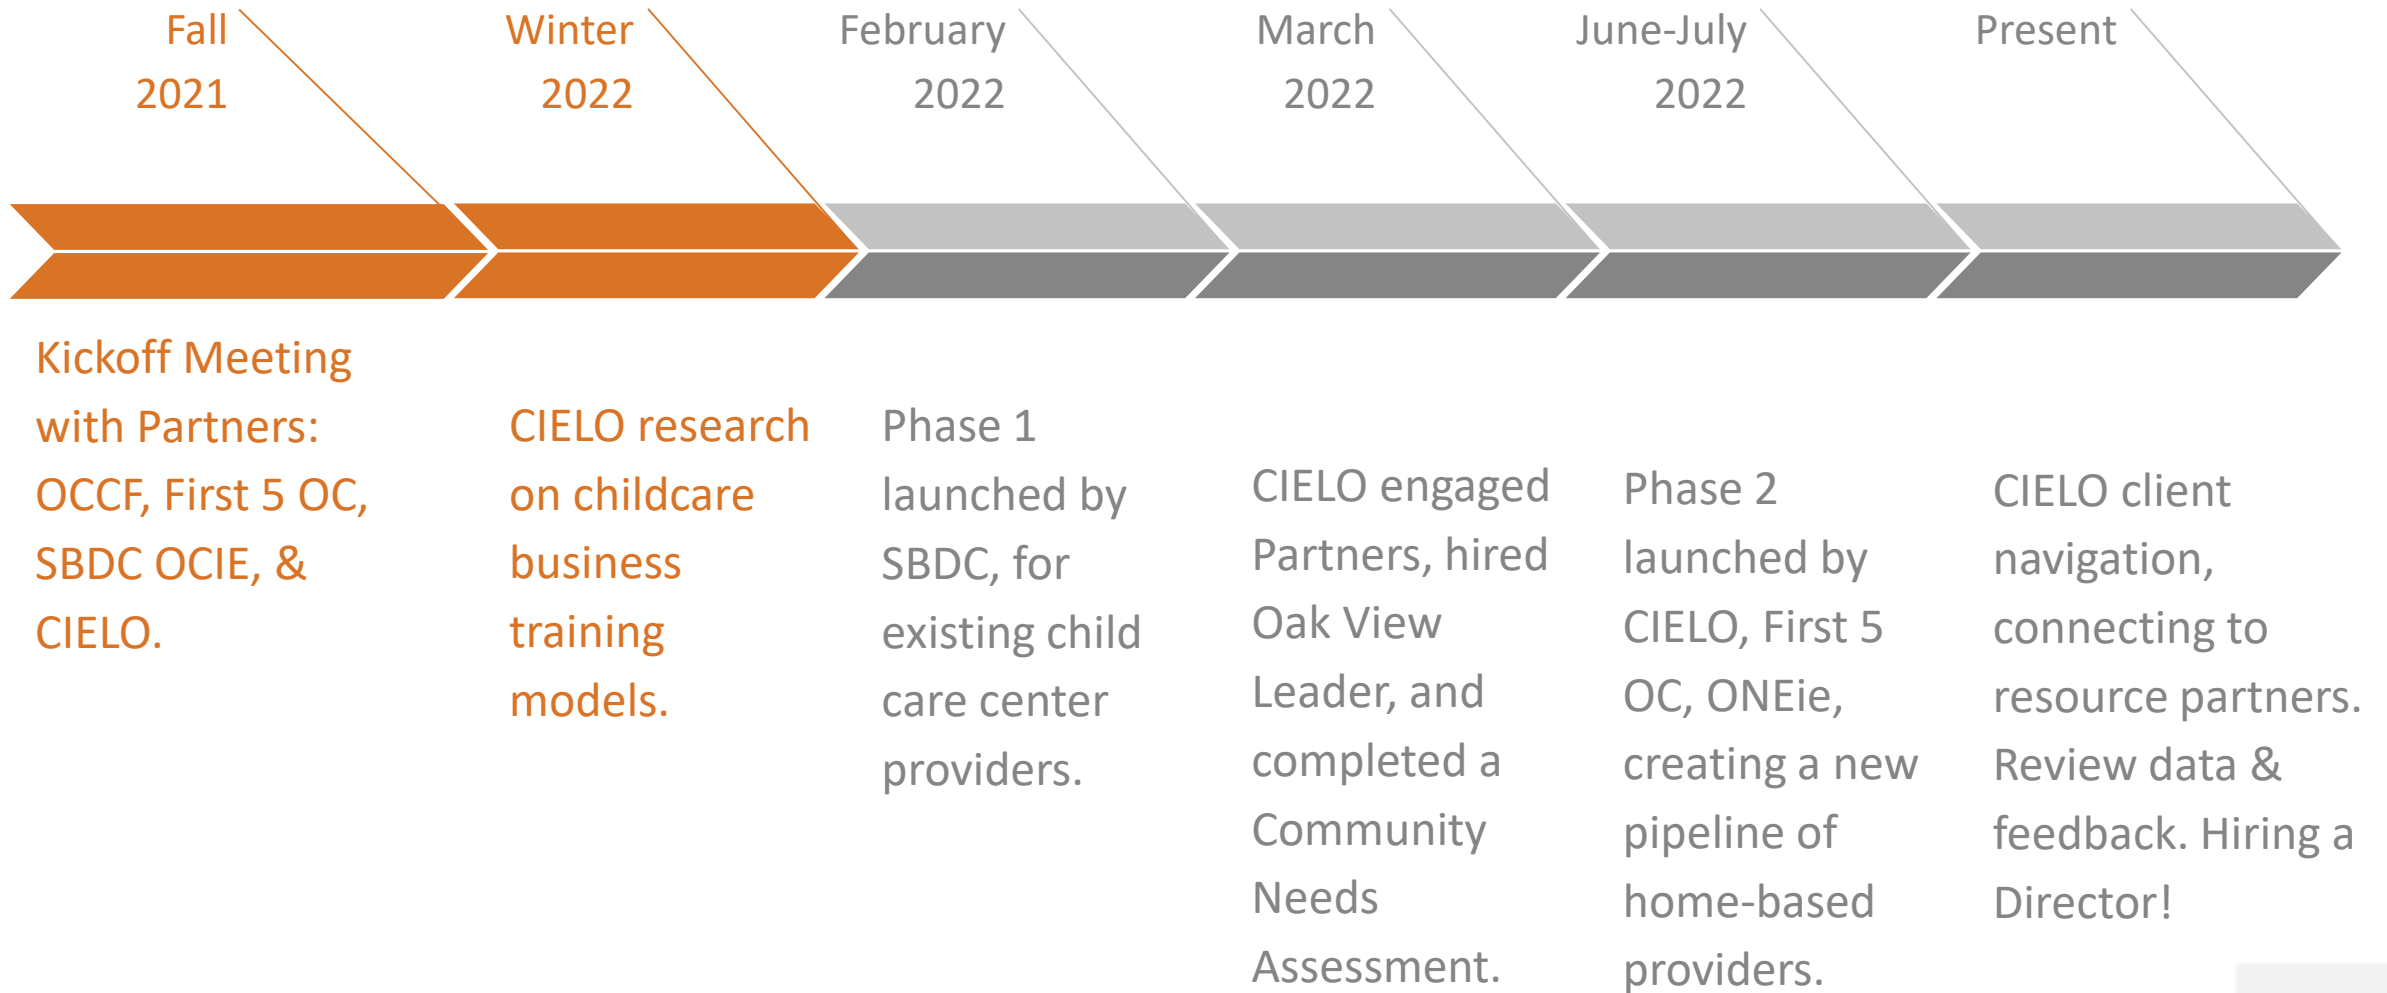 Fall
2021
Winter
2022
February
2022
March
2022
June-July
2022
Present
Kickoff Meeting
with Partners:
OCCF, First 5 OC,
SBDC OCIE, &
CIELO.
CIELO research
on childcare
business
training
models.
Phase 1
launched by
SBDC, for
existing child
care center
providers.
CIELO engaged
Partners, hired
Oak View
Leader, and
completed a
Community
Needs
Assessment.
Phase 2
launched by
CIELO, First 5
OC, ONEie,
creating a new
pipeline of
home-based
providers.
CIELO client
navigation,
connecting to
resource partners.
Review data &
feedback. Hiring a
Director!